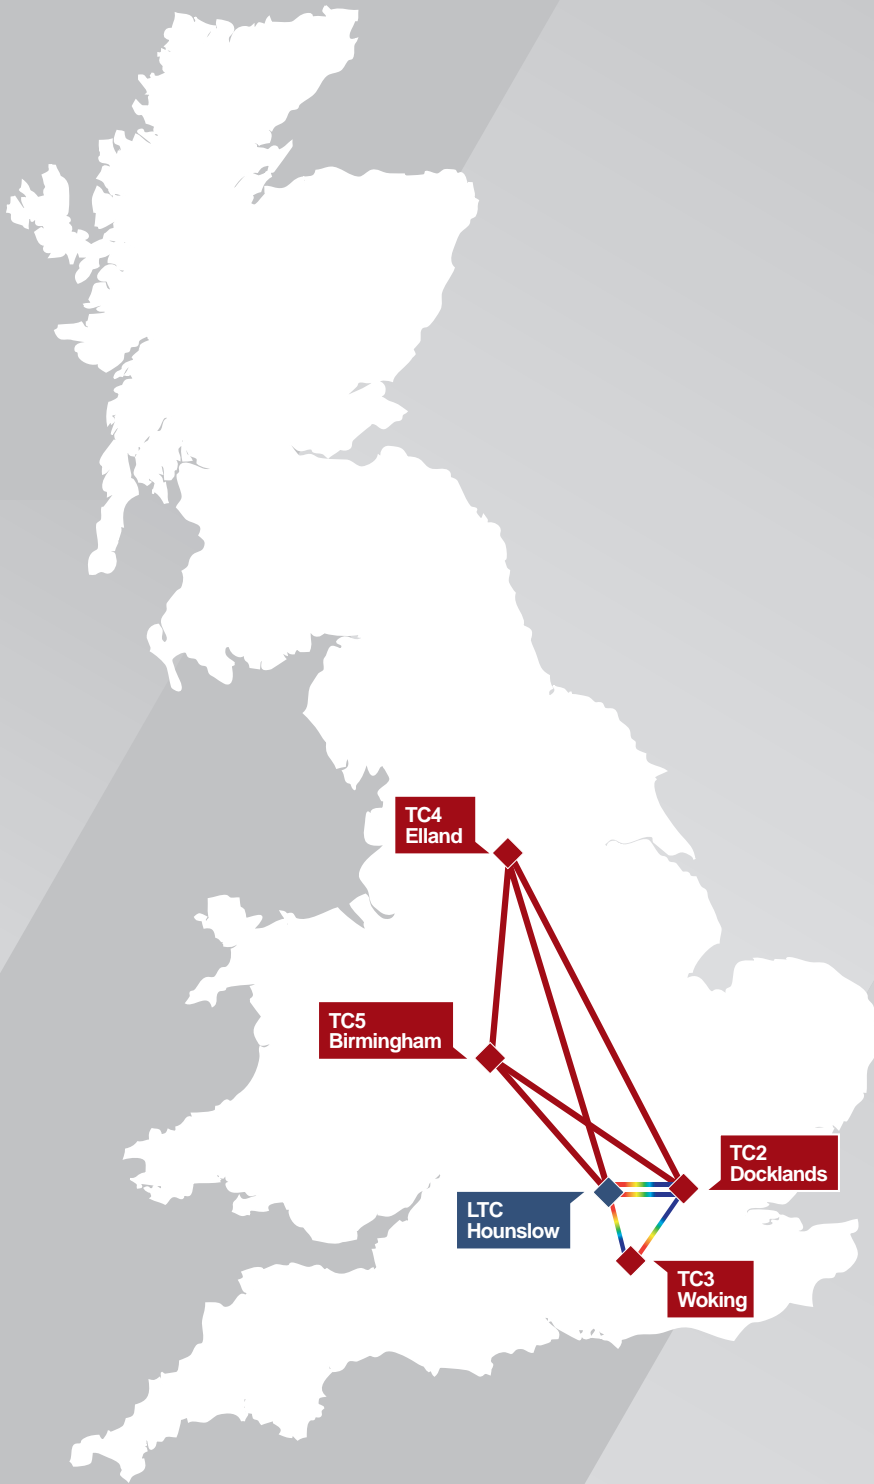 TC4
Elland
TC5
Birmingham
TC2
Docklands
LTC
Hounslow
TC3
Woking